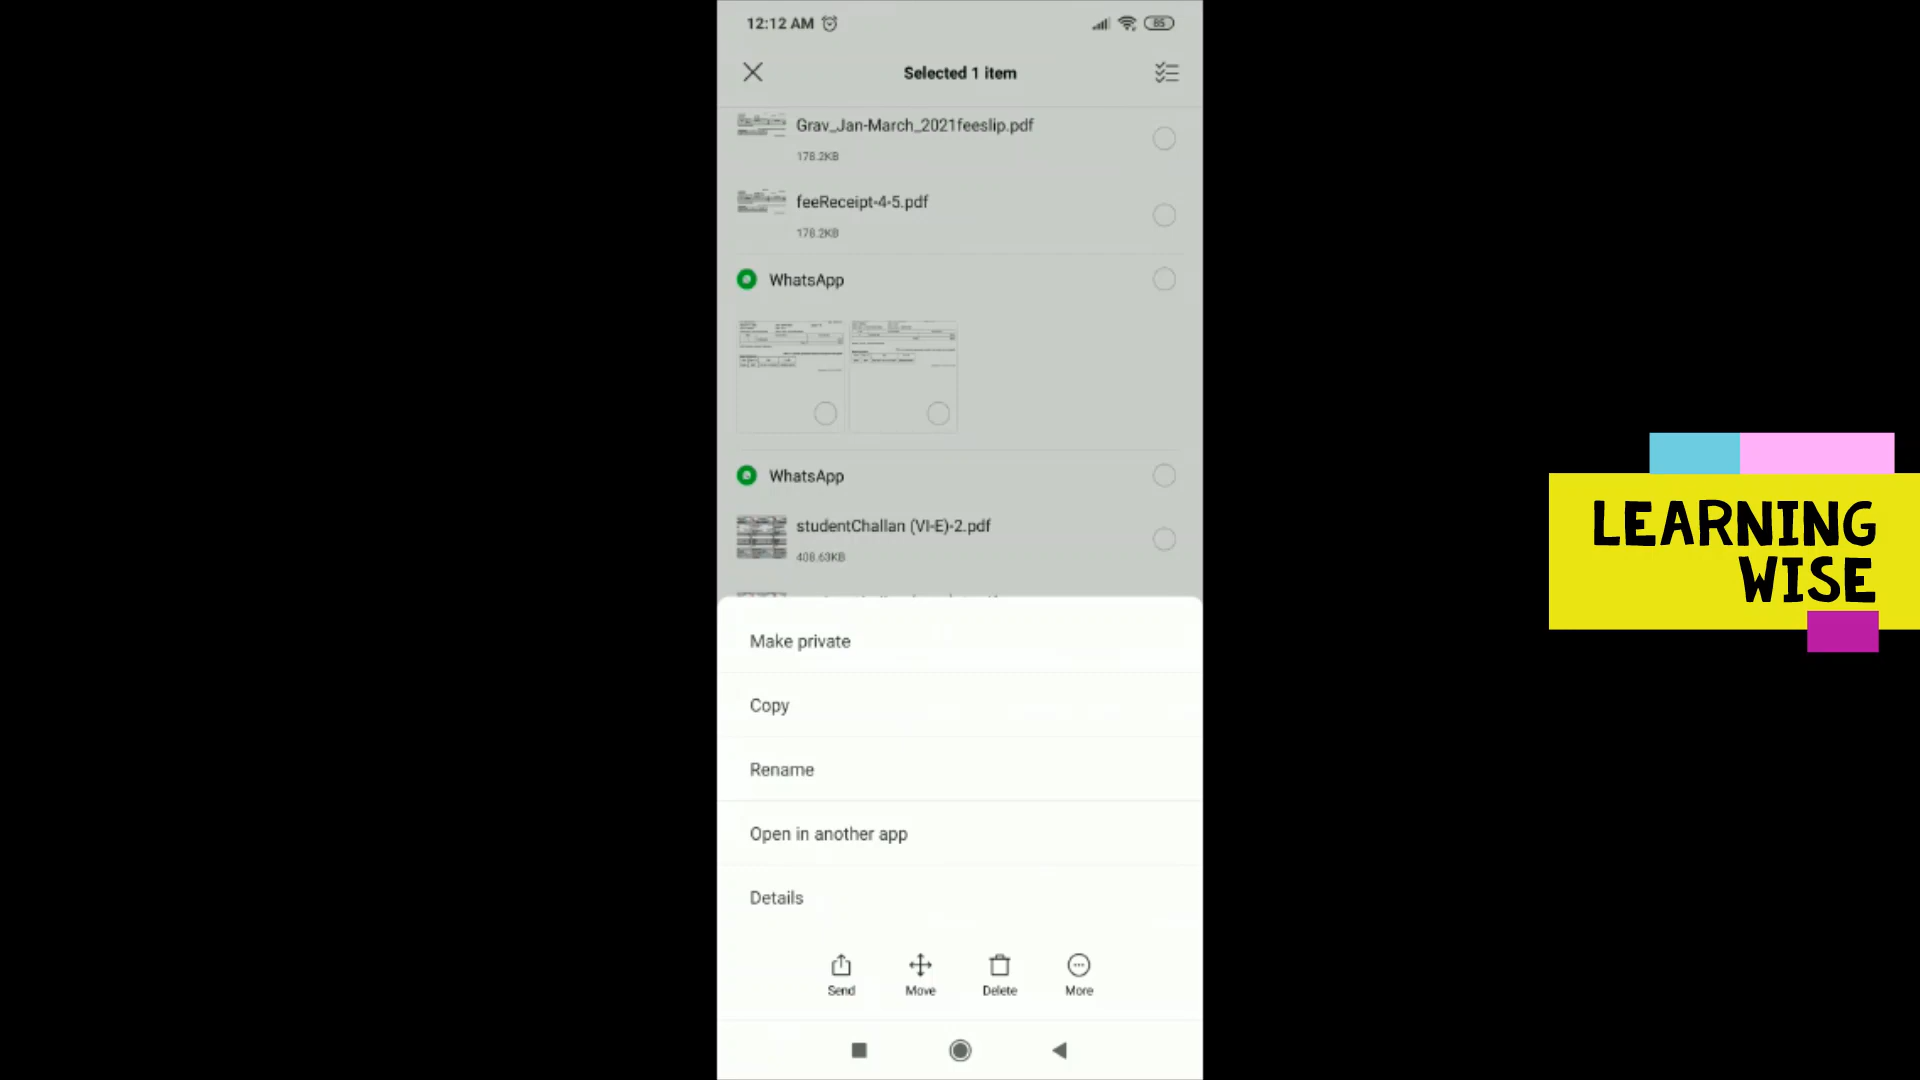 12:12 AM
85
Selected 1 item
Grav_Jan-March_2021feeslip.pdf
178.2KB
feeReceipt-4-5.pdf
178.2KB
WhatsApp
WhatsApp
studentChallan (VI-E)-2.pdf
408.63KB
Make private
Copy
Rename
Open in another app
Details
Send
Move
Delete
More
LEARNING
WISE